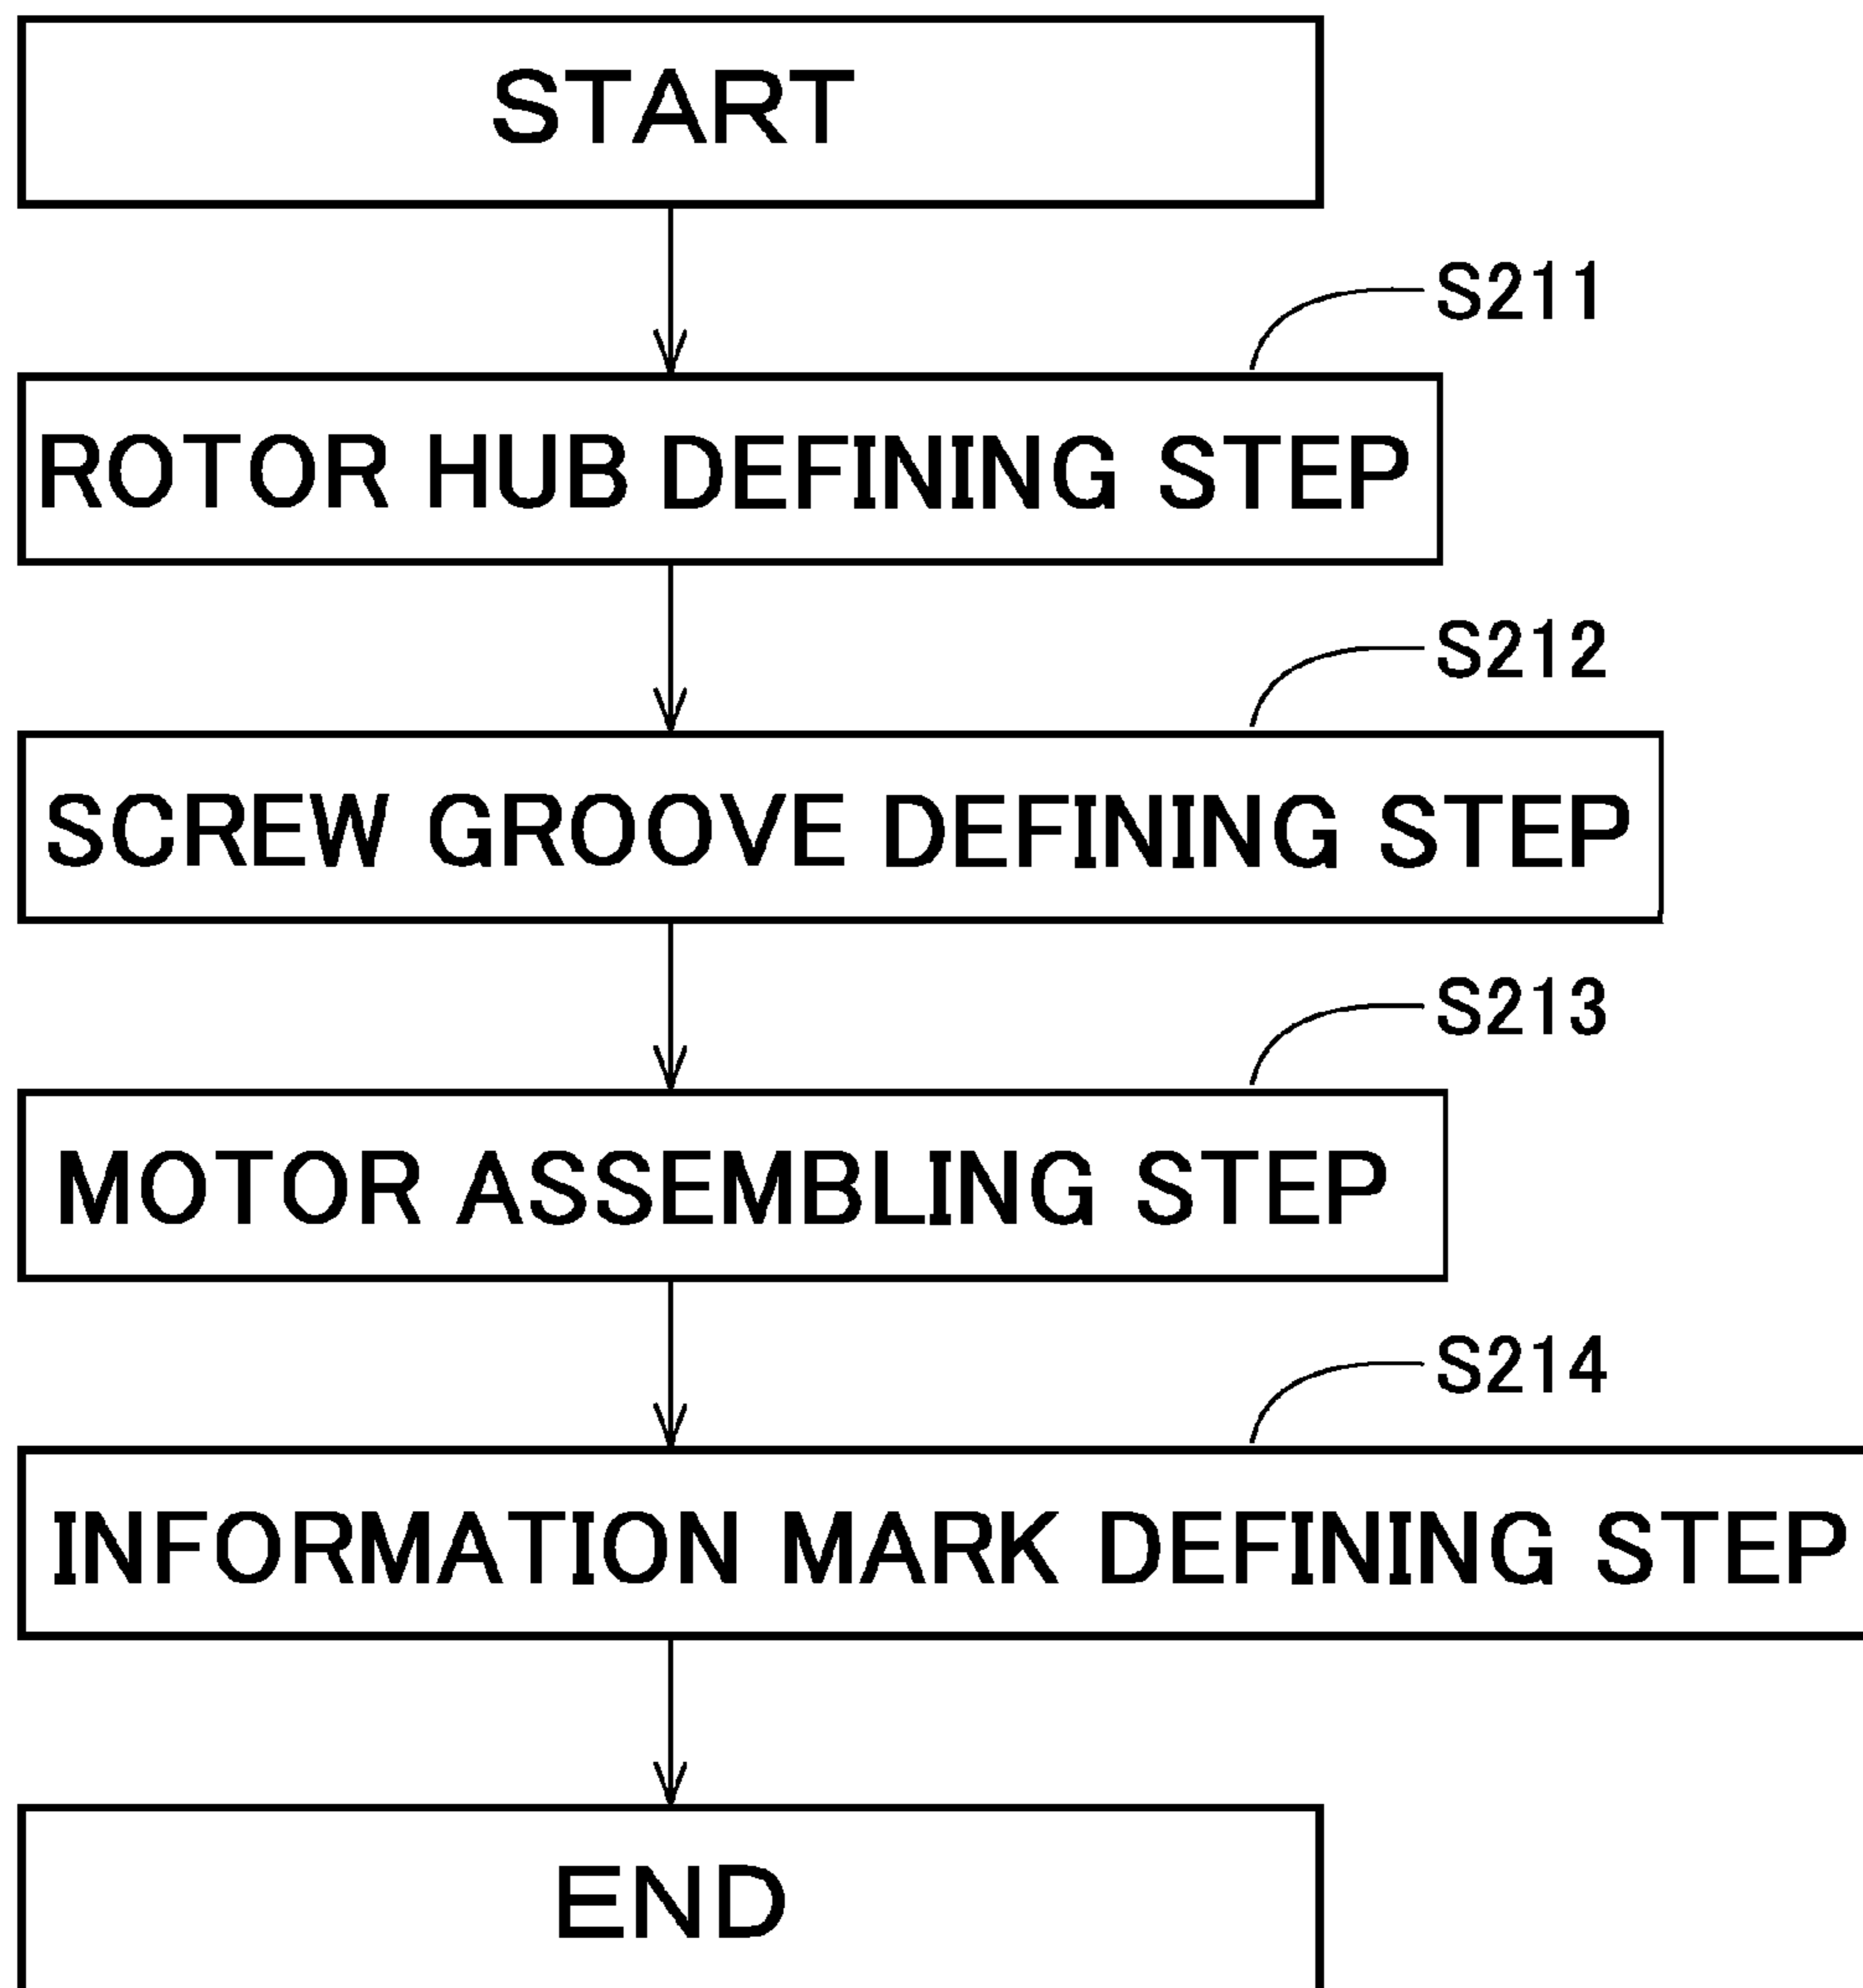 START
S211
ROTOR HUB DEFINING STEP
S212
SCREW GROOVE DEFINING STEP
S213
MOTOR ASSEMBLING STEP
S214
INFORMATION MARK DEFINING STEP
END